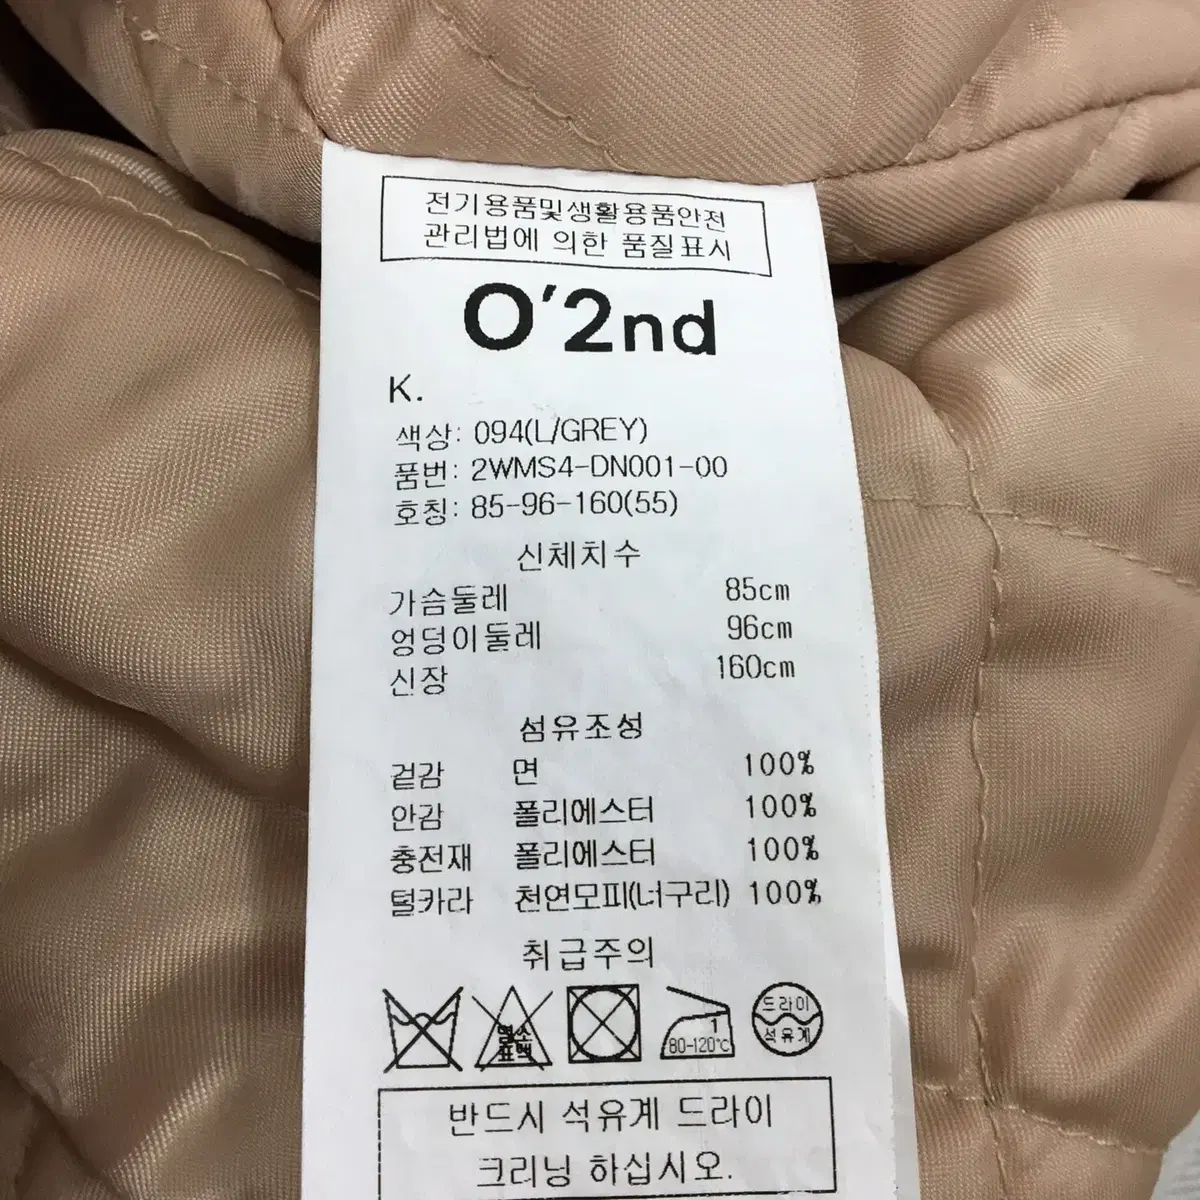 전기용품및생활용품안전
관리법에 의한 품질표시
O'2nd
K.
색상: 094(L/GREY)
품번: 2WMS4-DN001-00
호칭: 85-96-160(55)
신체치수
가슴둘레 85cm
엉덩이둘레 96cm
신장 160cm
섬유조성
겉감 면 100%
안감 폴리에스터 100%
충전재 폴리에스터 100%
털카라 천연모피(너구리) 100%
취급주의
염소
표백
1
80-120℃
드라이
석유계
반드시 석유계 드라이
크리닝 하십시오.